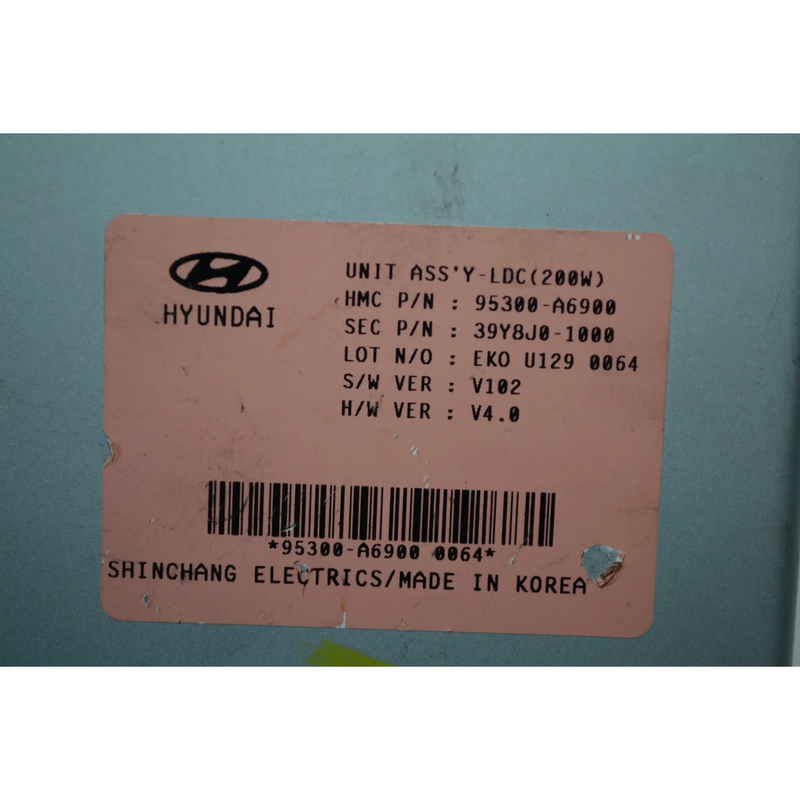 HYUNDAI
UNIT ASS'Y-LDC(200W)
HMC P/N : 95300-A6900
SEC P/N : 39Y8J0-1000
LOT N/O : EKO U129 0064
S/W VER : V102
H/W VER : V4.0
*95300-A6900 0064*
SHINCHANG ELECTRICS/MADE IN KOREA